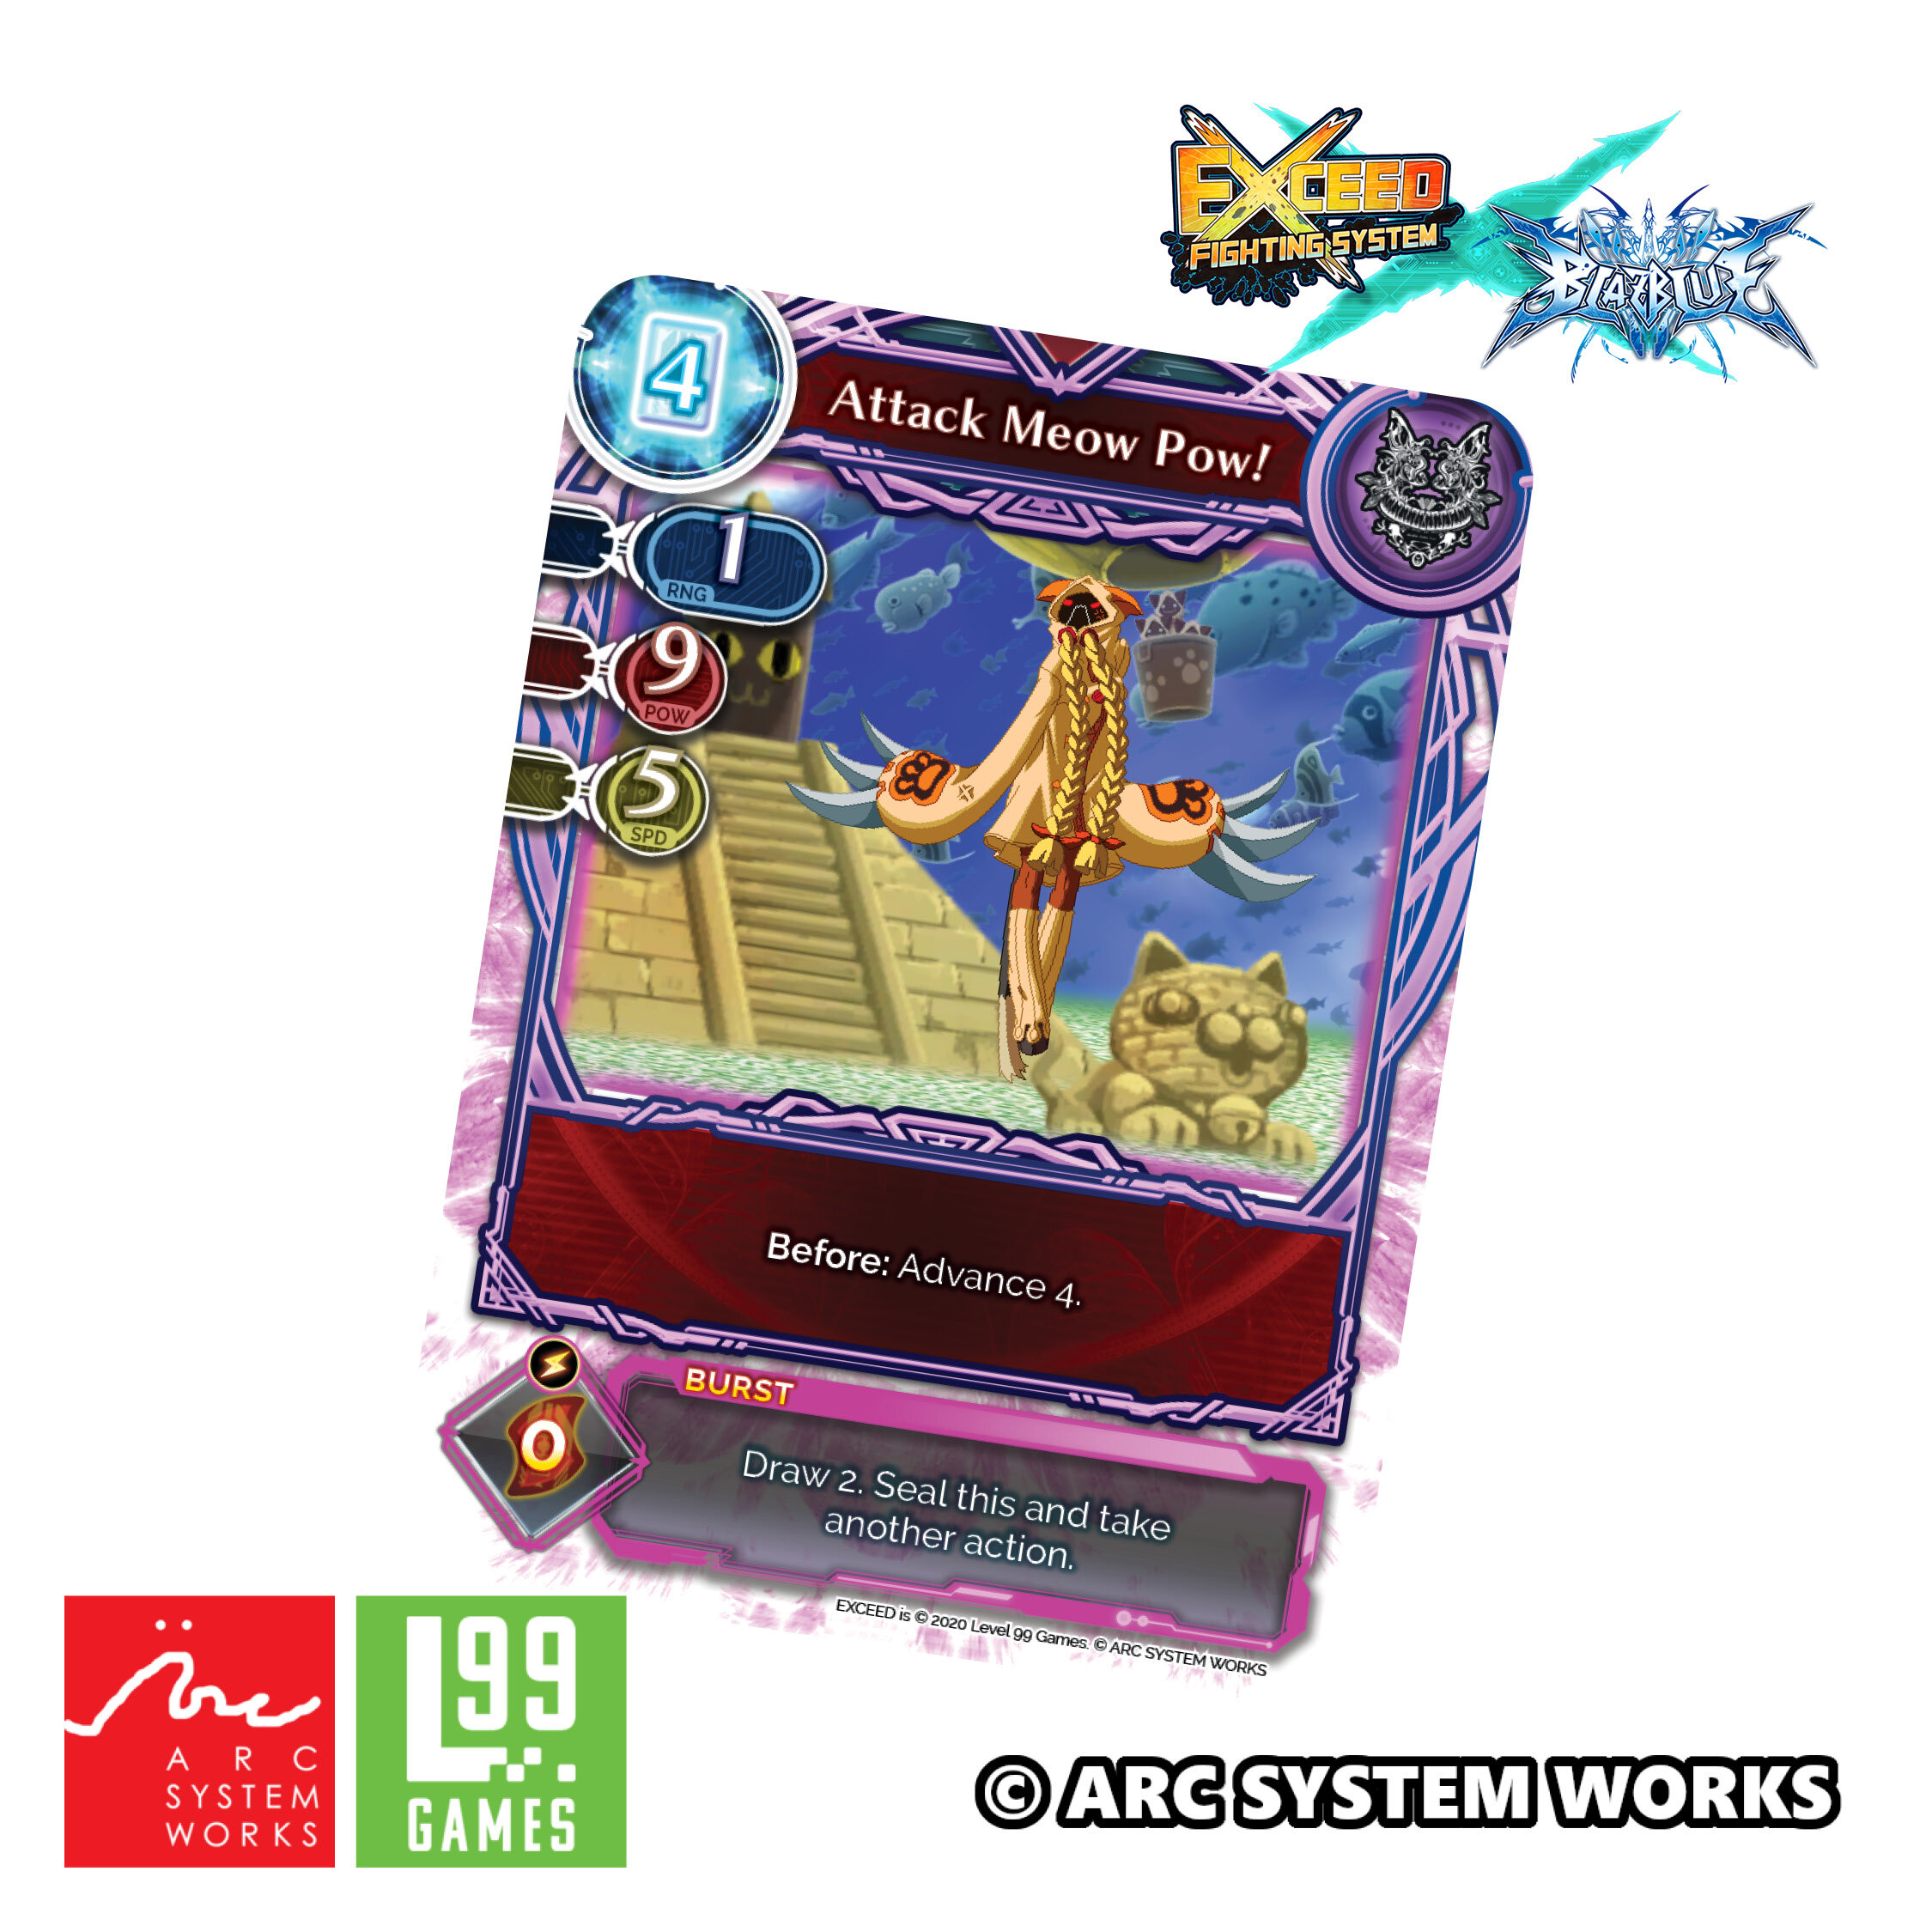 EXCEED
FIGHTING SYSTEM
BLAZBLUE
4
Attack Meow Pow!
1
RNG
9
POW
5
SPD
Before: Advance 4.
BURST
0
Draw 2. Seal this and take
another action.
EXCEED is © 2020 Level 99 Games. © ARC SYSTEM WORKS
Arc
ARC
SYSTEM
WORKS
L99
GAMES
© ARC SYSTEM WORKS